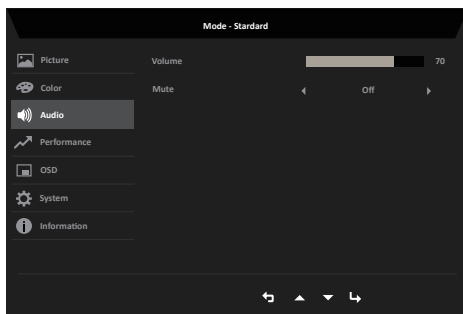 Mode - Stardard
Picture
Volume 70
Color
Mute Off
Audio
Performance
OSD
System
Information